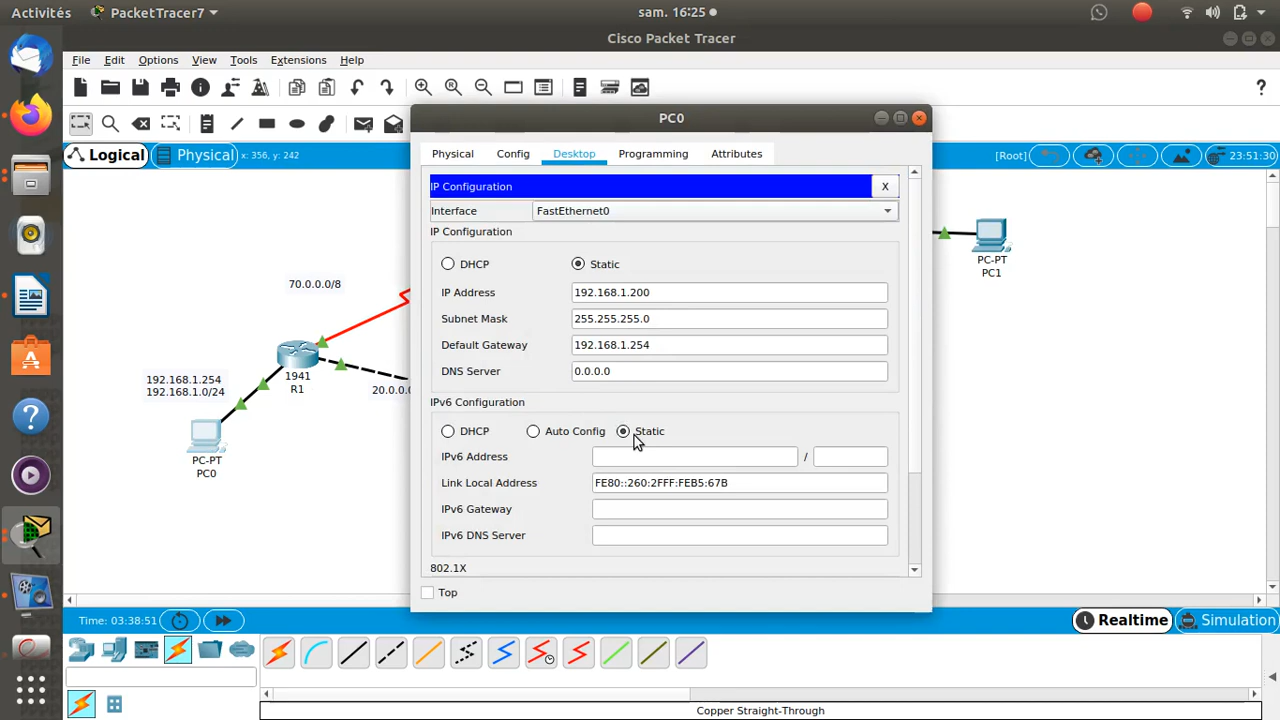 Activités PacketTracer7 sam. 16:25
Cisco Packet Tracer
File Edit View Options Tools Extensions Help
Logical Physical x: 356, y: 242 [Root] 23:51:30
PC0
Physical Config Desktop Programming Attributes
IP Configuration X
Interface FastEthernet0
IP Configuration
DHCP Static
IP Address 192.168.1.200
Subnet Mask 255.255.255.0
Default Gateway 192.168.1.254
DNS Server 0.0.0.0
IPv6 Configuration
DHCP Auto Config Static
IPv6 Address /
Link Local Address FE80::260:2FFF:FEB5:67B
IPv6 Gateway
IPv6 DNS Server
802.1X
Top
70.0.0.0/8
1941
R1
20.0.0.
192.168.1.254
192.168.1.0/24
PC-PT
PC0
PC-PT
PC1
Time: 03:38:51 Realtime Simulation
Copper Straight-Through